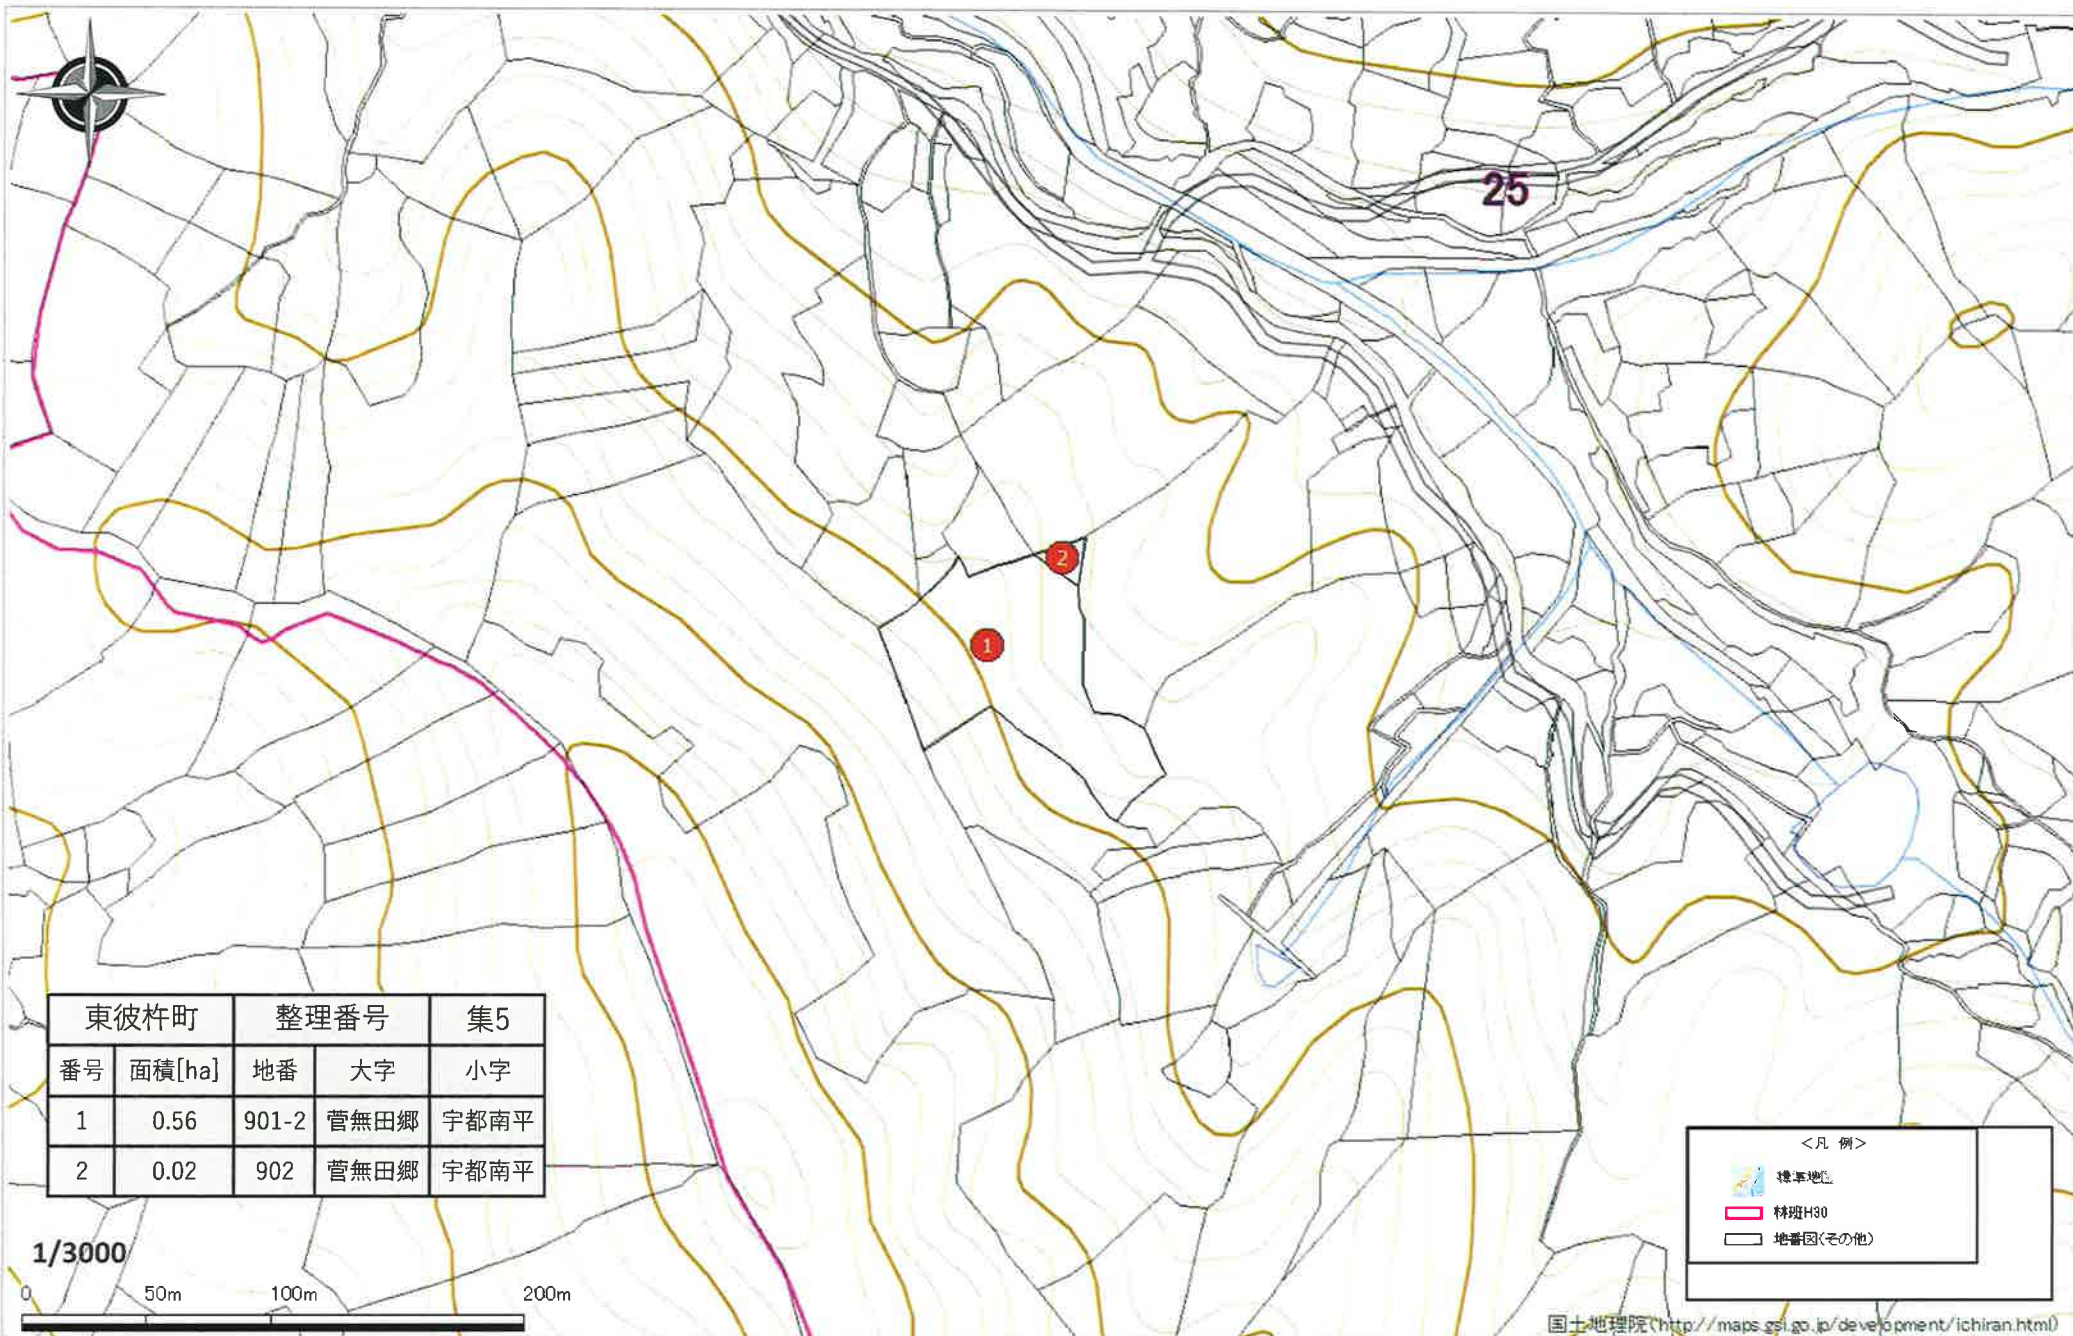 25
2
1
東彼杵町 整理番号 集5
番号 面積[ha] 地番 大字 小字
1 0.56 901-2 菅無田郷 宇都南平
2 0.02 902 菅無田郷 宇都南平
1/3000
0 50m 100m 200m
<凡 例>
標準地図
林班H30
地番図(その他)
国土地理院(http://maps.gsi.go.jp/development/ichiran.html)